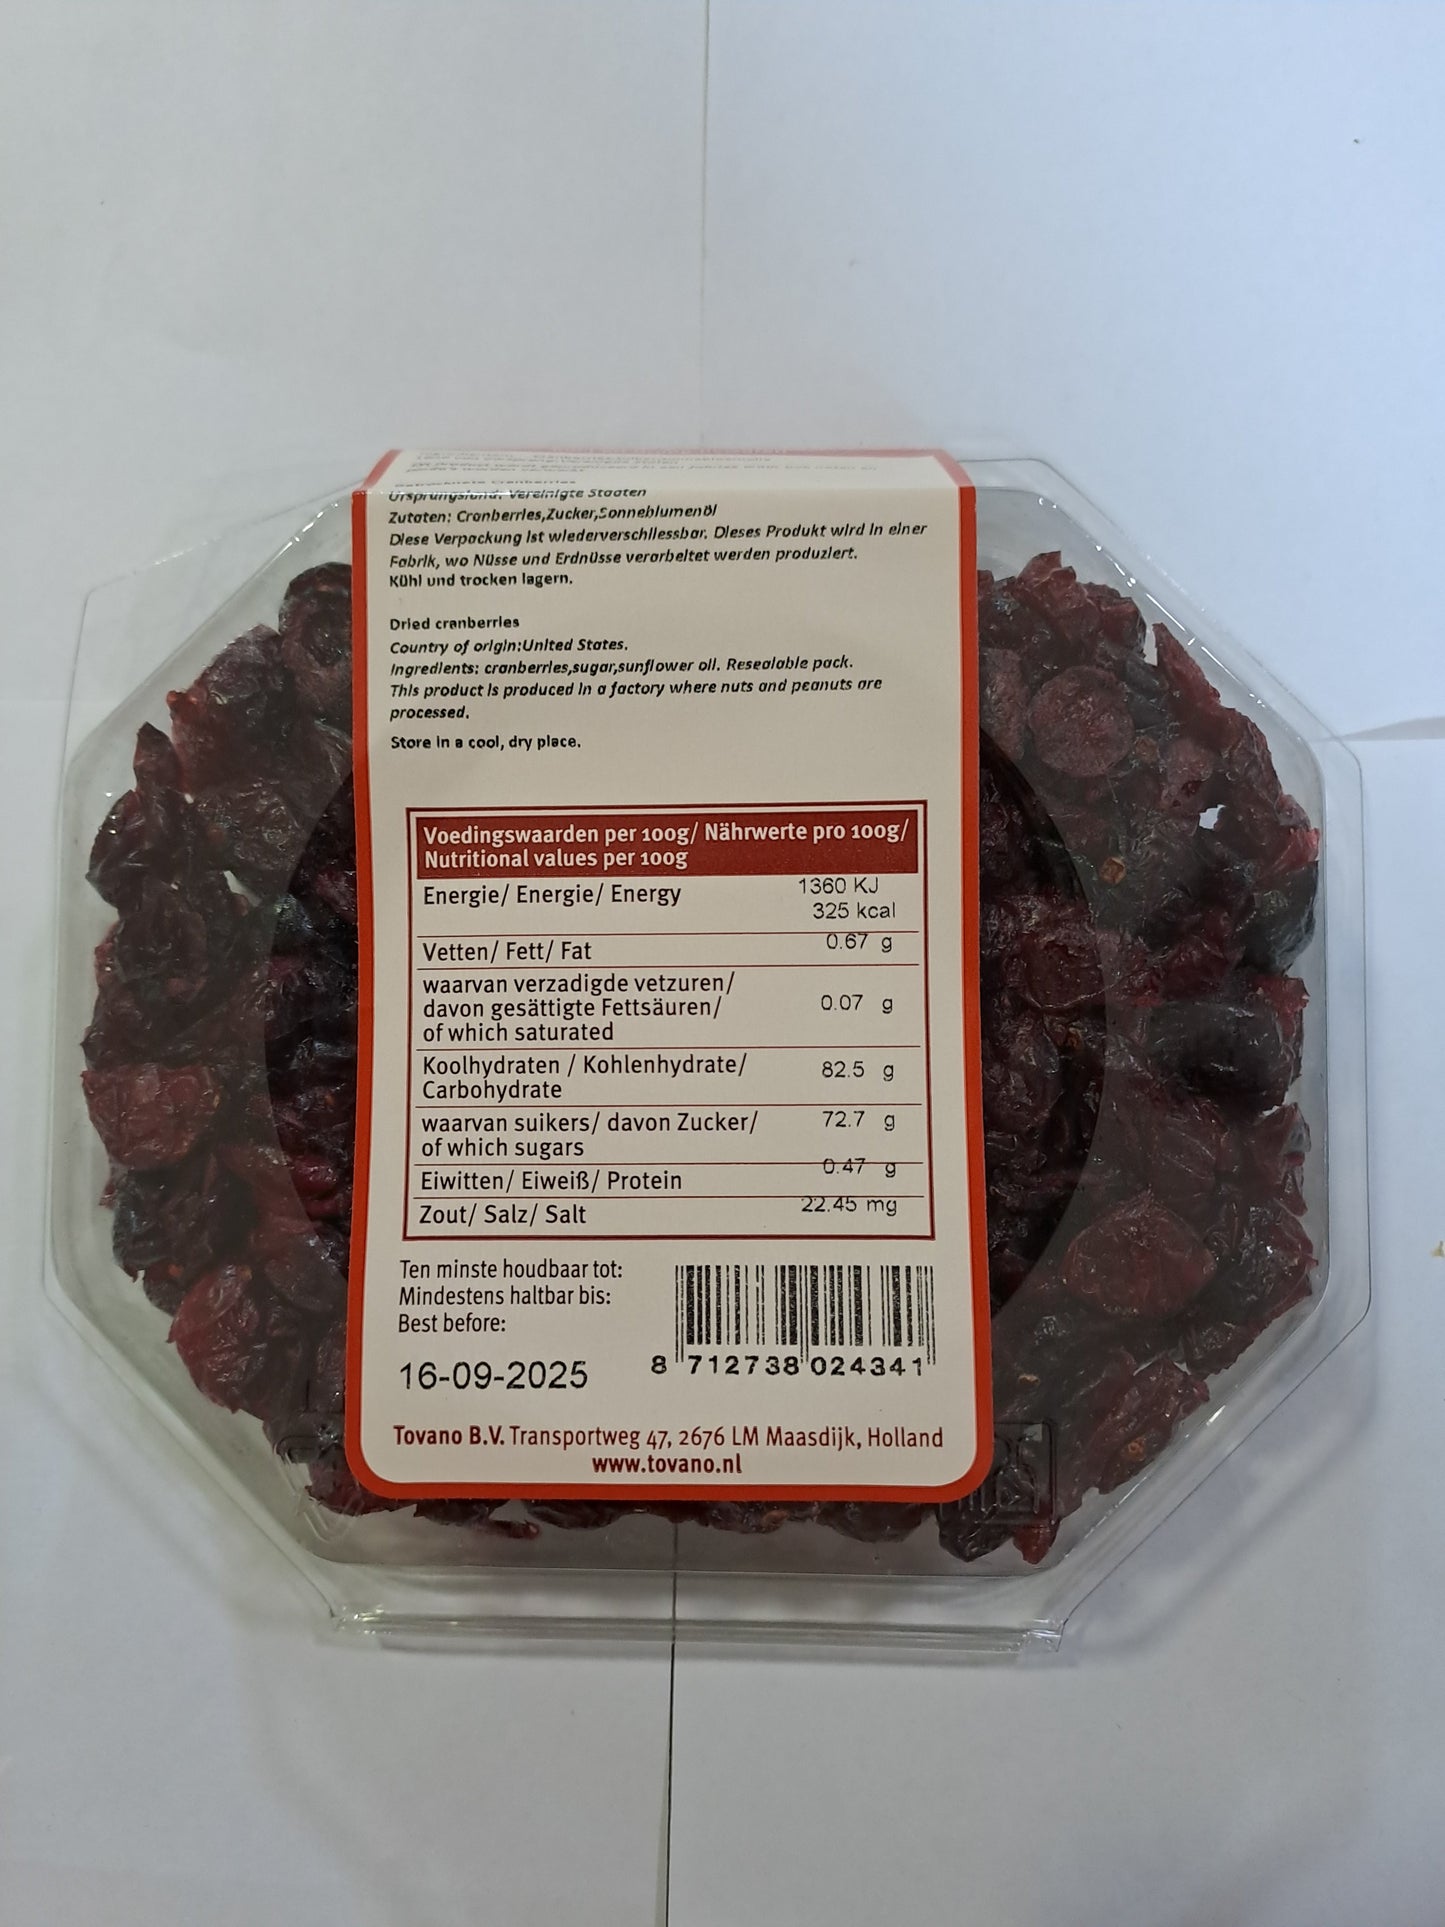 Ursprungsland: Vereinigte Staaten
Zutaten: Cranberries,Zucker,Sonneblumenöl
Diese Verpackung ist wiederverschliessbar. Dieses Produkt wird in einer
Fabrik, wo Nüsse und Erdnüsse verarbeitet werden produziert.
Kühl und trocken lagern.
Dried cranberries
Country of origin:United States.
Ingredients: cranberries,sugar,sunflower oil. Resealable pack.
This product is produced in a factory where nuts and peanuts are
processed.
Store in a cool, dry place.
Voedingswaarden per 100g/ Nährwerte pro 100g/
Nutritional values per 100g
Energie/ Energie/ Energy 1360 KJ
325 kcal
Vetten/ Fett/ Fat 0.67 g
waarvan verzadigde vetzuren/
davon gesättigte Fettsäuren/ 0.07 g
of which saturated
Koolhydraten / Kohlenhydrate/ 82.5 g
Carbohydrate
waarvan suikers/ davon Zucker/ 72.7 g
of which sugars
Eiwitten/ Eiweiß/ Protein 0.47 g
Zout/ Salz/ Salt 22.45 mg
Ten minste houdbaar tot:
Mindestens haltbar bis:
Best before:
16-09-2025
8 712738 024341
Tovano B.V. Transportweg 47, 2676 LM Maasdijk, Holland
www.tovano.nl